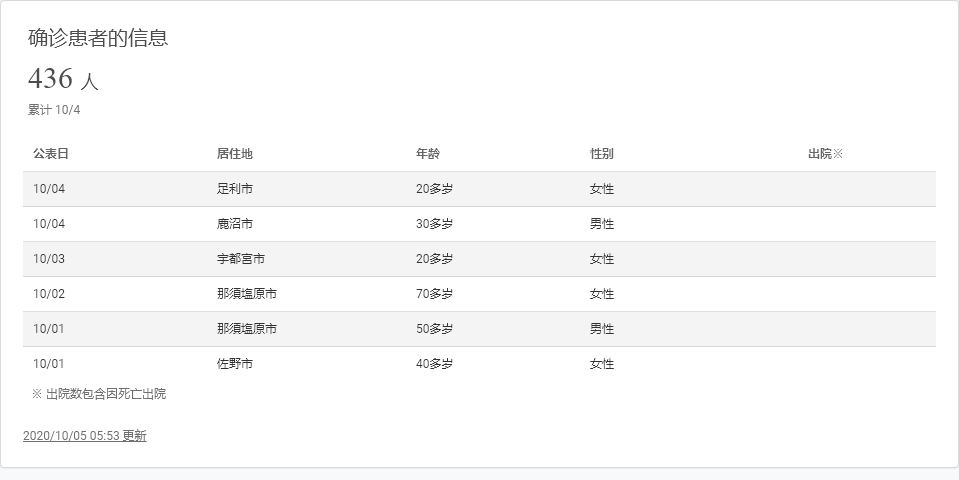 确诊患者的信息
436 人
累计 10/4
公表日 居住地 年龄 性别 出院※
10/04 足利市 20多岁 女性
10/04 鹿沼市 30多岁 男性
10/03 宇都宮市 20多岁 女性
10/02 那須塩原市 70多岁 女性
10/01 那須塩原市 50多岁 男性
10/01 佐野市 40多岁 女性
※ 出院数包含因死亡出院
2020/10/05 05:53 更新